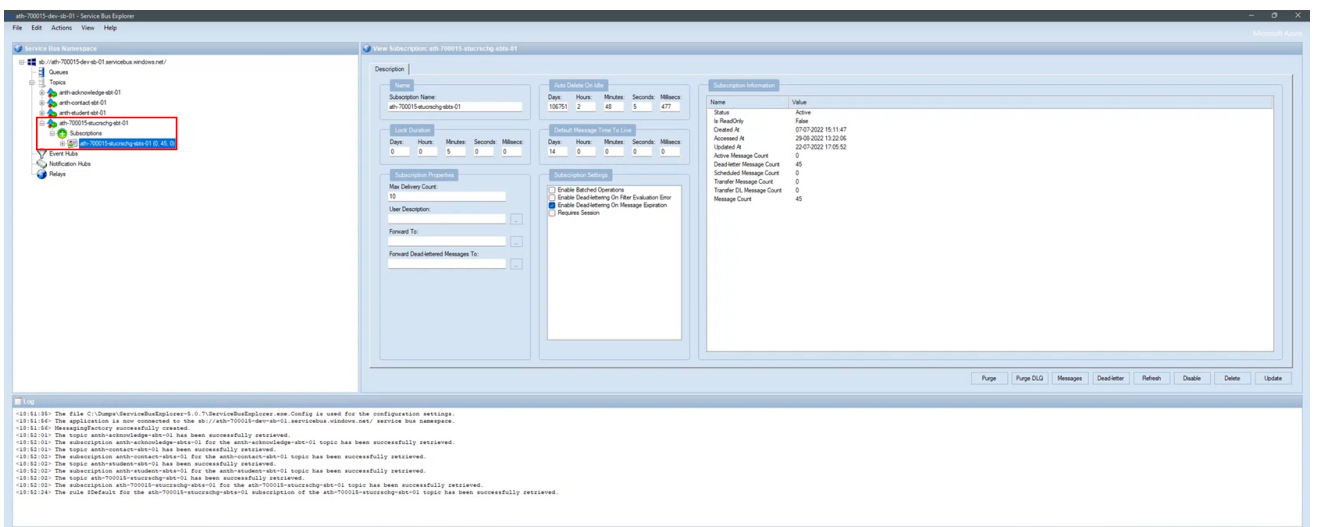 ath-700015-dev-sb-01 - Service Bus Explorer
File Edit Actions View Help
Microsoft Azure
Service Bus Namespace
sb://ath-700015-dev-sb-01.servicebus.windows.net/
Queues
Topics
anth-acknowledge-sbt-01
anth-contact-sbt-01
anth-student-sbt-01
ath-700015-stucrschg-sbt-01
Subscriptions
ath-700015-stucrschg-sbts-01 (0, 45, 0)
Event Hubs
Notification Hubs
Relays
View Subscription: ath-700015-stucrschg-sbts-01
Description
Name
Subscription Name:
ath-700015-stucrschg-sbts-01
Auto Delete On Idle
Days: Hours: Minutes: Seconds: Millisecs:
106751 2 48 5 477
Lock Duration
Days: Hours: Minutes: Seconds: Millisecs:
0 0 5 0 0
Default Message Time To Live
Days: Hours: Minutes: Seconds: Millisecs:
14 0 0 0 0
Subscription Properties
Max Delivery Count:
10
User Description:
...
Forward To:
...
Forward Dead-lettered Messages To:
...
Subscription Settings
Enable Batched Operations
Enable Dead-lettering On Filter Evaluation Error
Enable Dead-lettering On Message Expiration
Requires Session
Subscription Information
Name Value
Status Active
Is ReadOnly False
Created At 07-07-2022 15:11:47
Accessed At 29-08-2022 13:22:06
Updated At 22-07-2022 17:05:52
Active Message Count 0
Dead-letter Message Count 45
Scheduled Message Count 0
Transfer Message Count 0
Transfer DL Message Count 0
Message Count 45
Purge Purge DLQ Messages Dead-letter Refresh Disable Delete Update
Log
<18:51:35> The file C:\Dumps\ServiceBusExplorer-5.0.7\ServiceBusExplorer.exe.Config is used for the configuration settings.
<18:51:56> The application is now connected to the sb://ath-700015-dev-sb-01.servicebus.windows.net/ service bus namespace.
<18:51:56> MessagingFactory successfully created.
<18:52:01> The topic anth-acknowledge-sbt-01 has been successfully retrieved.
<18:52:01> The subscription anth-acknowledge-sbts-01 for the anth-acknowledge-sbt-01 topic has been successfully retrieved.
<18:52:01> The topic anth-contact-sbt-01 has been successfully retrieved.
<18:52:02> The subscription anth-contact-sbts-01 for the anth-contact-sbt-01 topic has been successfully retrieved.
<18:52:02> The topic anth-student-sbt-01 has been successfully retrieved.
<18:52:02> The subscription anth-student-sbts-01 for the anth-student-sbt-01 topic has been successfully retrieved.
<18:52:02> The topic ath-700015-stucrschg-sbt-01 has been successfully retrieved.
<18:52:02> The subscription ath-700015-stucrschg-sbts-01 for the ath-700015-stucrschg-sbt-01 topic has been successfully retrieved.
<18:52:24> The rule $Default for the ath-700015-stucrschg-sbts-01 subscription of the ath-700015-stucrschg-sbt-01 topic has been successfully retrieved.